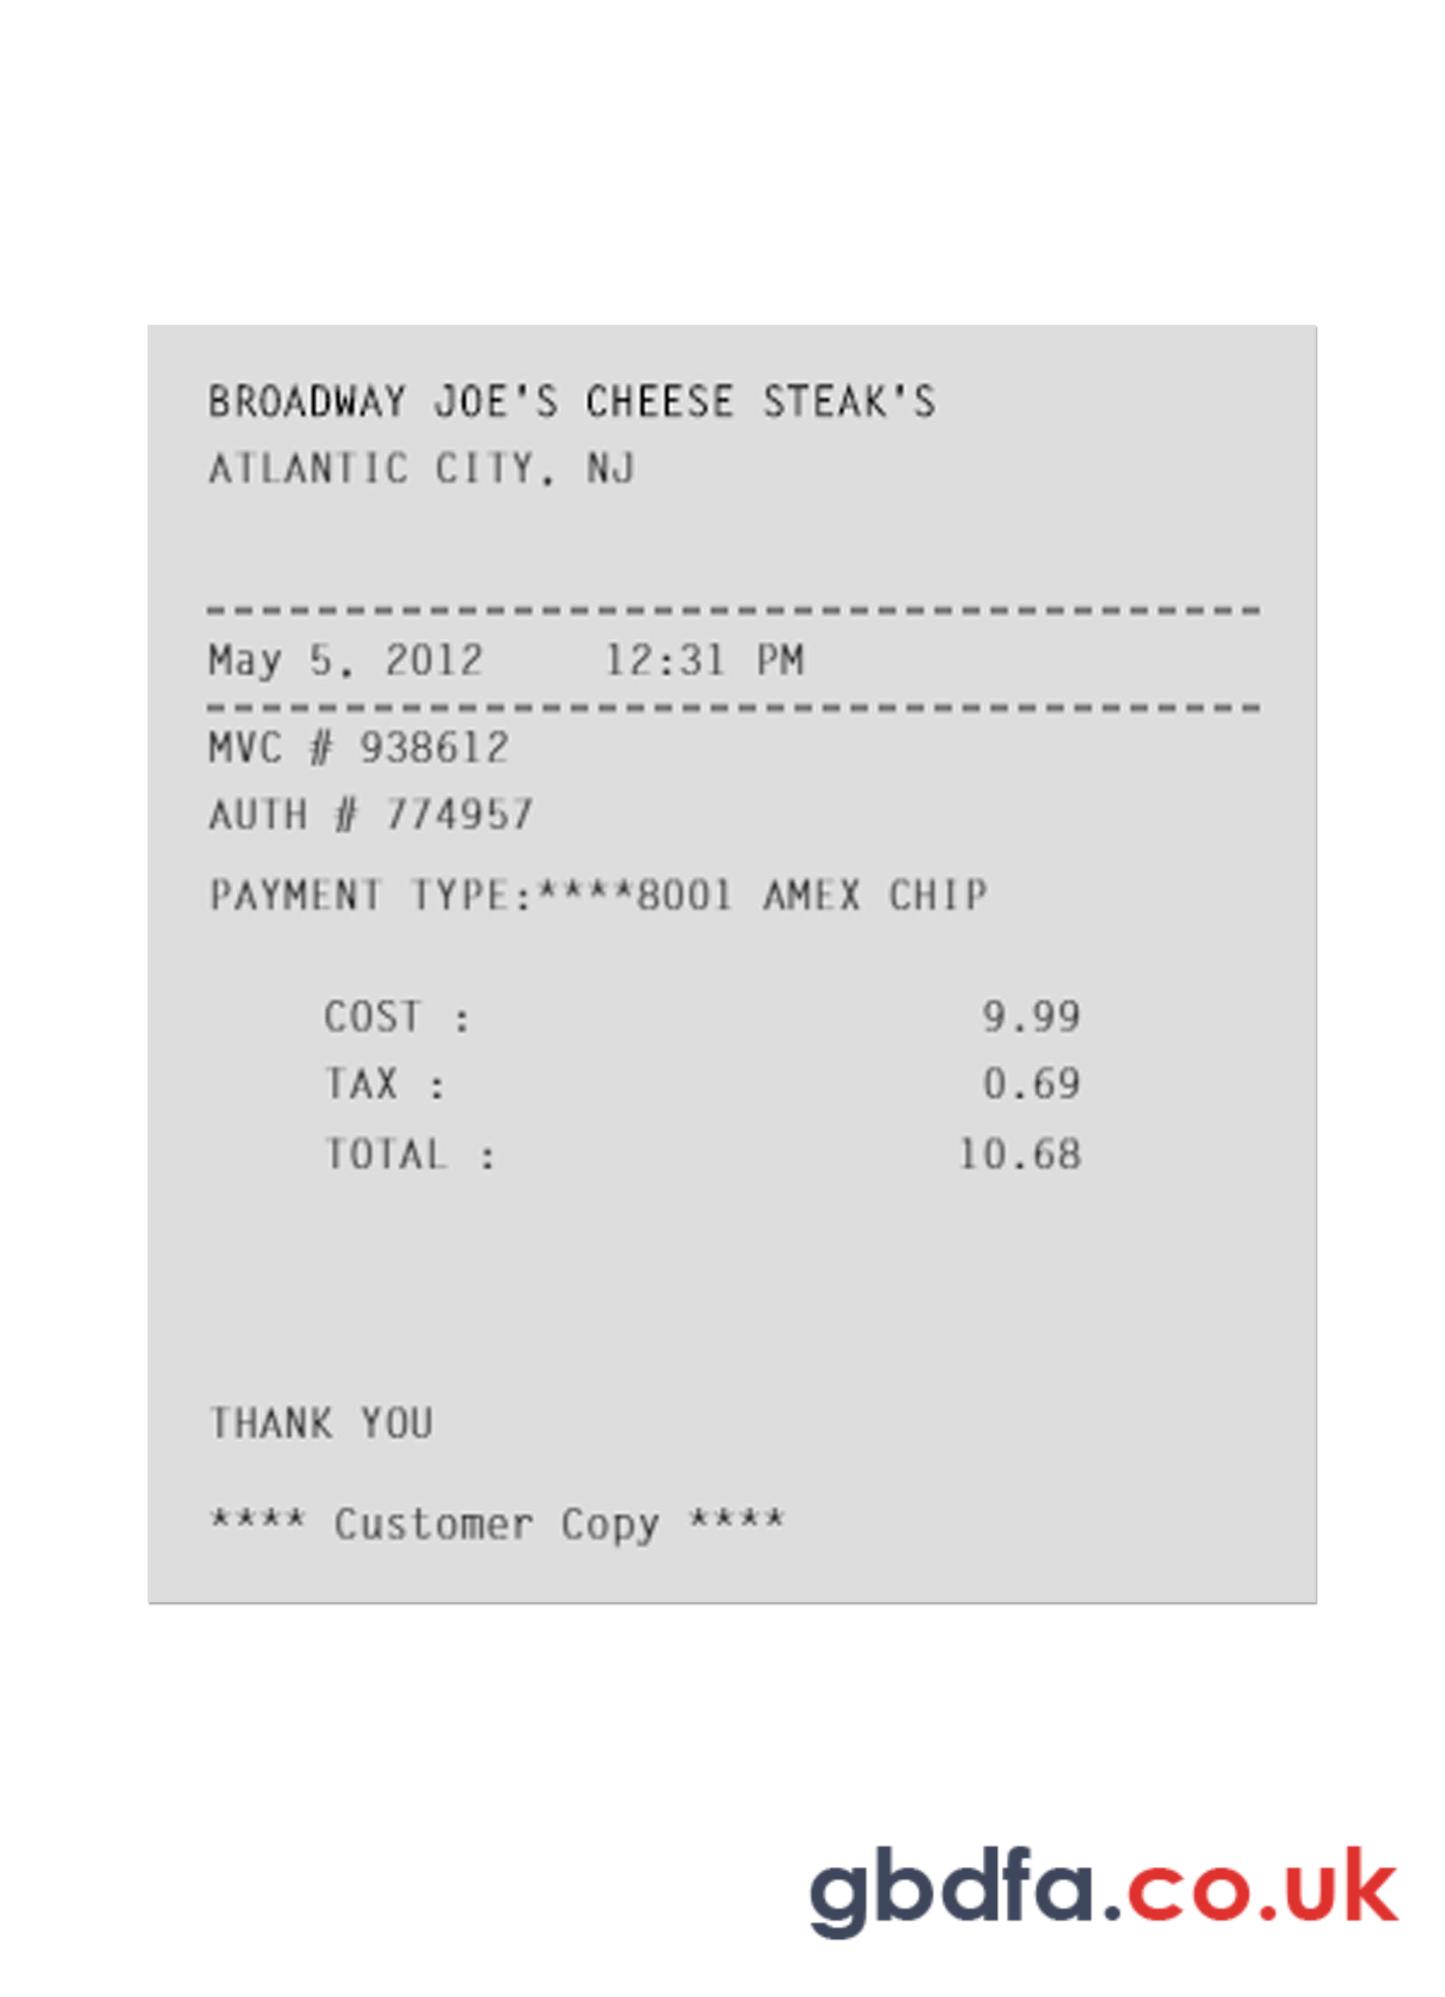 BROADWAY JOE'S CHEESE STEAK'S
ATLANTIC CITY, NJ
--------------------------------------
May 5, 2012 12:31 PM
--------------------------------------
MVC # 938612
AUTH # 774957
PAYMENT TYPE:****8001 AMEX CHIP
COST : 9.99
TAX : 0.69
TOTAL : 10.68
THANK YOU
**** Customer Copy ****
gbdfa.co.uk